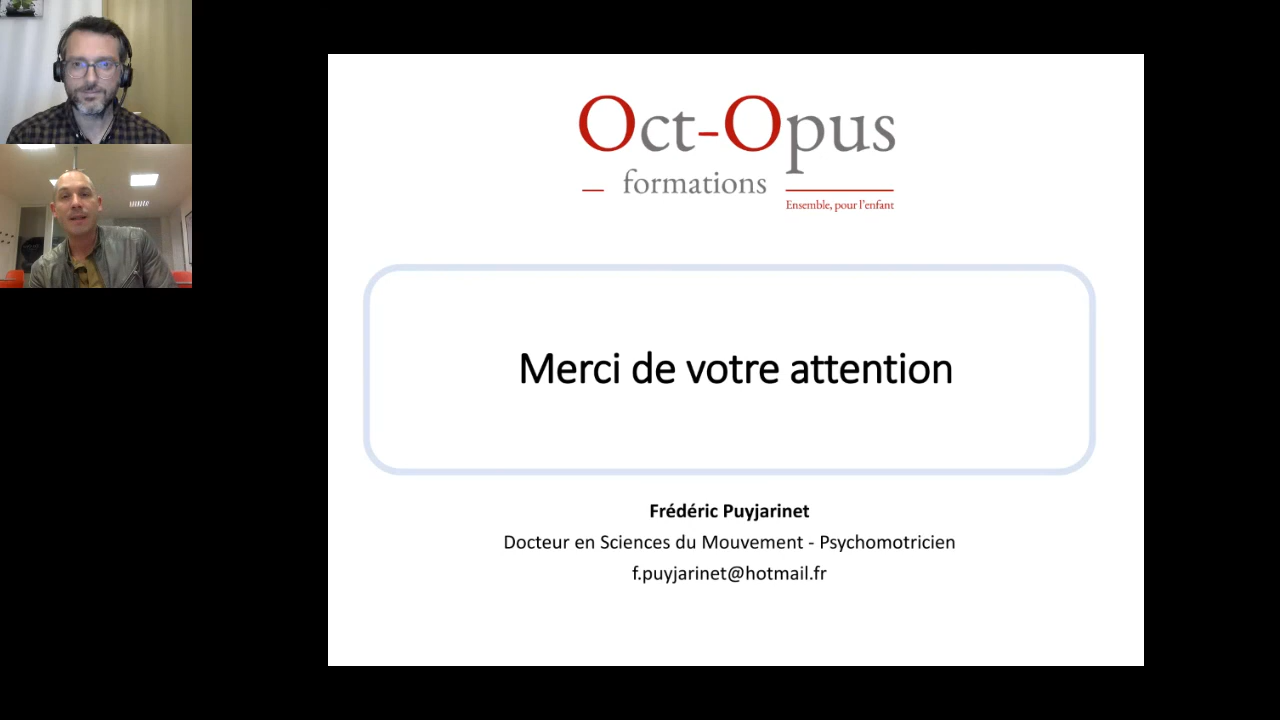 Oct-Opus
formations
Ensemble, pour l'enfant
Merci de votre attention
Frédéric Puyjarinet
Docteur en Sciences du Mouvement - Psychomotricien
f.puyjarinet@hotmail.fr